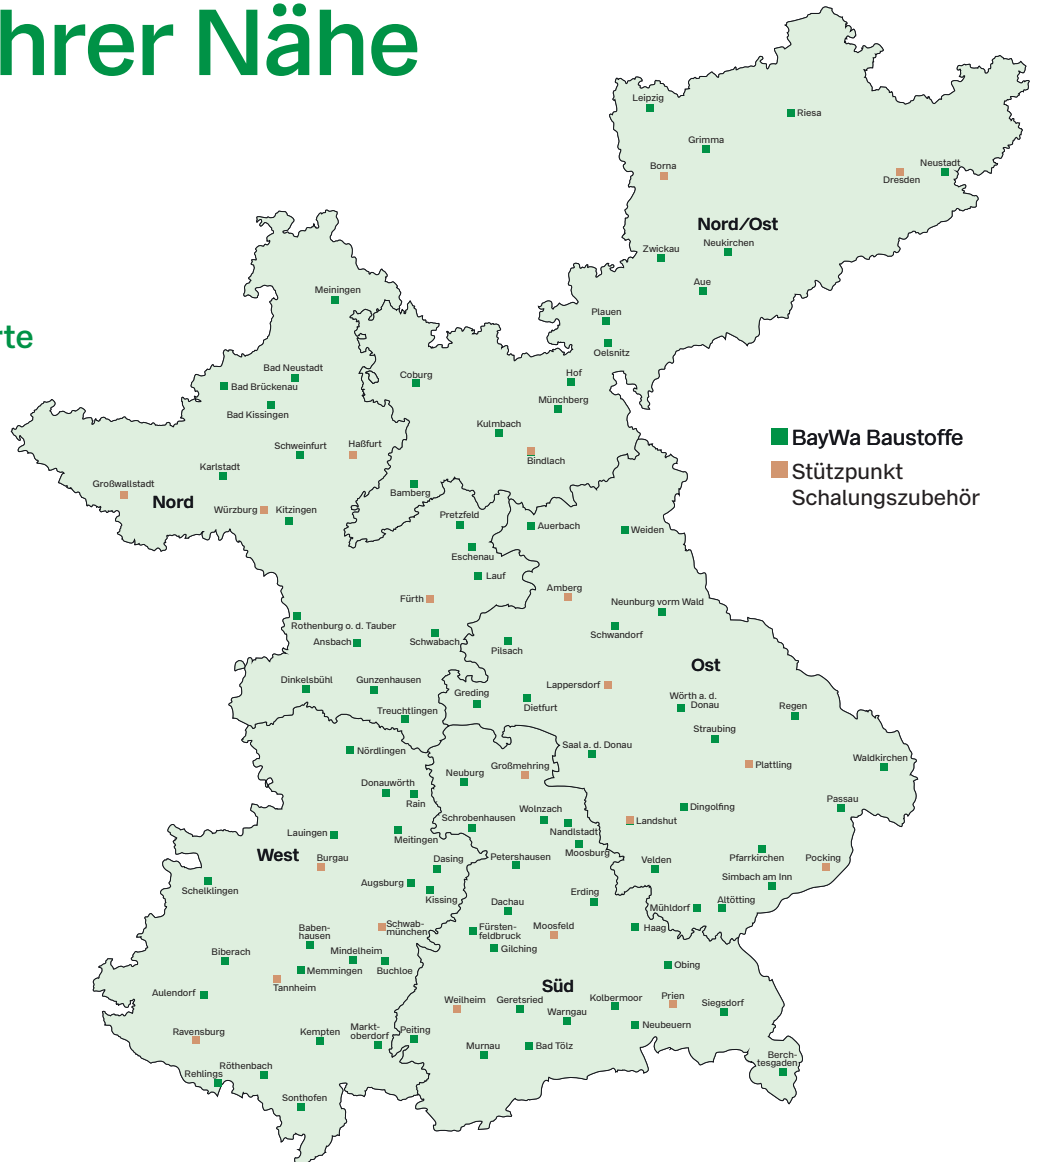 hrer Nähe
rte
Leipzig
Riesa
Grimma
Borna
Neustadt
Dresden
Nord/Ost
Neukirchen
Zwickau
Aue
Plauen
Oelsnitz
Meiningen
Bad Neustadt
Bad Brückenau
Bad Kissingen
Schweinfurt
Haßfurt
Karlstadt
Großwallstadt
Nord
Würzburg
Kitzingen
Coburg
Hof
Münchberg
Kulmbach
Bindlach
Bamberg
BayWa Baustoffe
Stützpunkt
Schalungszubehör
Pretzfeld
Eschenau
Lauf
Fürth
Rothenburg o. d. Tauber
Ansbach
Schwabach
Dinkelsbühl
Gunzenhausen
Treuchtlingen
Auerbach
Weiden
Amberg
Neunburg vorm Wald
Schwandorf
Pilsach
Ost
Lappersdorf
Greding
Dietfurt
Wörth a. d.
Donau
Regen
Straubing
Saal a. d. Donau
Plattling
Waldkirchen
Passau
Dingolfing
Landshut
Velden
Pfarrkirchen
Pocking
Simbach am Inn
Altötting
Mühldorf
Nördlingen
Donauwörth
Rain
Lauingen
Meitingen
West
Burgau
Dasing
Augsburg
Kissing
Schelklingen
Schwab-
münchen
Baben-
hausen
Mindelheim
Biberach
Memmingen
Buchloe
Tannheim
Aulendorf
Ravensburg
Kempten
Markt-
oberdorf
Röthenbach
Rehlings
Sonthofen
Neuburg
Großmehring
Schrobenhausen
Wolnzach
Nandlstadt
Moosburg
Petershausen
Erding
Dachau
Fürsten-
feldbruck
Moosfeld
Haag
Gilching
Obing
Süd
Weilheim
Geretsried
Kolbermoor
Prien
Siegsdorf
Warngau
Neubeuern
Peiting
Murnau
Bad Tölz
Berch-
tesgaden